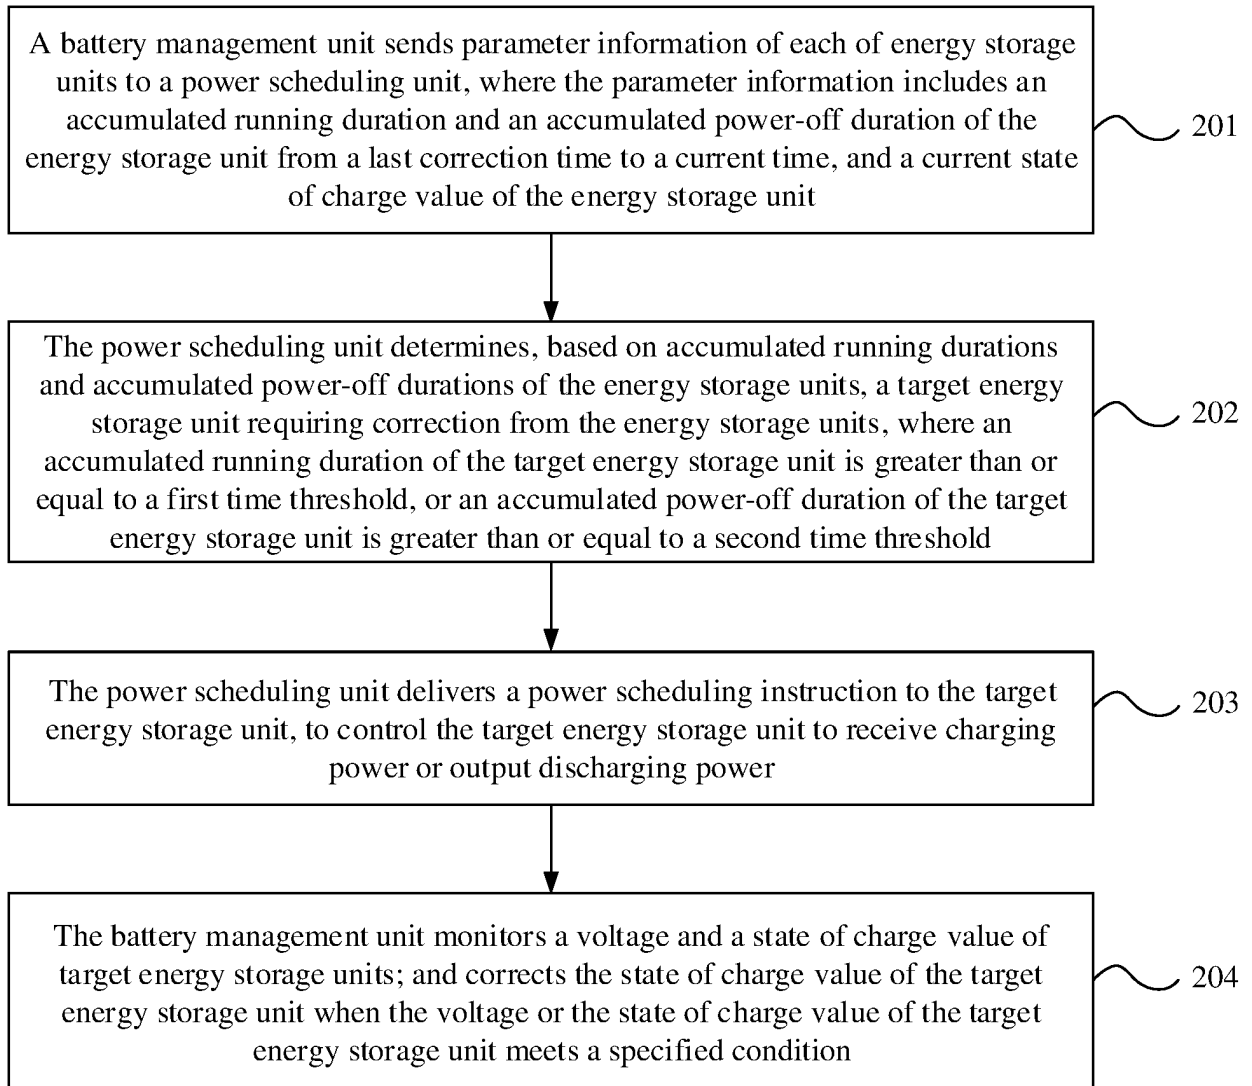 A battery management unit sends parameter information of each of energy storage
units to a power scheduling unit, where the parameter information includes an
accumulated running duration and an accumulated power-off duration of the
energy storage unit from a last correction time to a current time, and a current state
of charge value of the energy storage unit
201
The power scheduling unit determines, based on accumulated running durations
and accumulated power-off durations of the energy storage units, a target energy
storage unit requiring correction from the energy storage units, where an
accumulated running duration of the target energy storage unit is greater than or
equal to a first time threshold, or an accumulated power-off duration of the target
energy storage unit is greater than or equal to a second time threshold
202
The power scheduling unit delivers a power scheduling instruction to the target
energy storage unit, to control the target energy storage unit to receive charging
power or output discharging power
203
The battery management unit monitors a voltage and a state of charge value of
target energy storage units; and corrects the state of charge value of the target
energy storage unit when the voltage or the state of charge value of the target
energy storage unit meets a specified condition
204